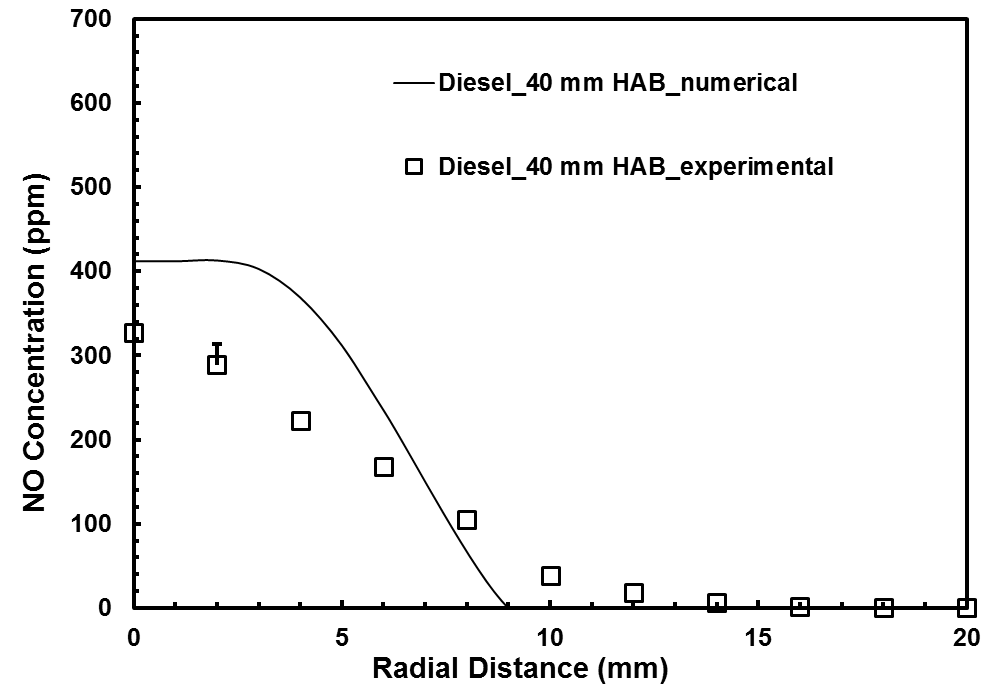 700
600
500
400
300
200
100
0
NO Concentration (ppm)
Diesel_40 mm HAB_numerical
Diesel_40 mm HAB_experimental
0 5 10 15 20
Radial Distance (mm)